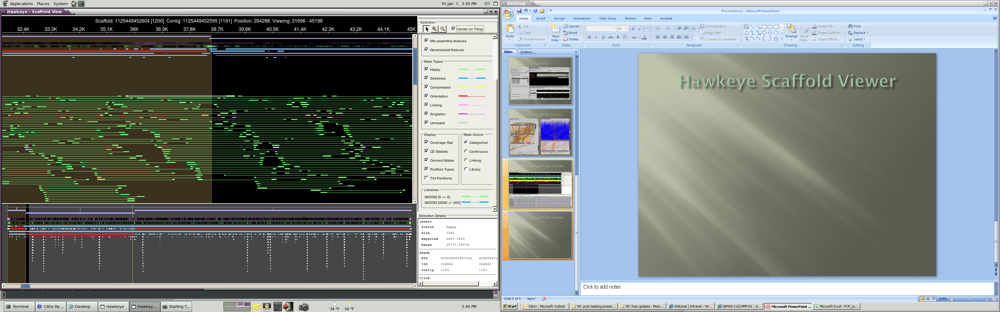 Applications Places System
Fri Jan 7, 3:45 PM
Hawkeye : Scaffold View
Scaffold: 1125449452604 [1200] Contig: 1125449452595 [1191] Position: 264288 Viewing: 31696 - 45198
32.4K 33.3K 34.2K 35.1K 36K 36.9K 37.8K 38.7K 39.6K 40.5K 41.4K 42.3K 43.2K 44.1K 45K
Selection
Center on Tiling
Mis-assembly features
Generalized features
Mate Types
Happy
Stretched
Compressed
Orientation
Linking
Singleton
Unmated
Display
Coverage Stat
CE Statistic
Connect Mates
Partition Types
Tint Partitions
Mate Colors
Categorical
Continuous
Linking
Library
Libraries
663092 [0 +/- 0]
663093 [3000 +/- 300]
Selection Details
Insert
Status Happy
Size 3560
Expected 2400-3600
Range 35715,39274
Reads
EID GJ4P28Z01A872La GJ4P28Z01
IID 324842 324843
Contig 1192 1191
Click
Terminal
Citrix Re...
Desktop
Hawkeye
Hawkey...
Starting T...
34 °F 34 °F
3:45 PM
Desktop
Presentation1 - Microsoft PowerPoint
Home Insert Design Animations Slide Show Review View Acrobat
Paste
Cut
Copy
Format Painter
Clipboard
New Slide
Layout
Reset
Delete
Slides
41
B I U abc S AV Aa A
Font
Text Direction
Align Text
Convert to SmartArt
Paragraph
Arrange
Quick Styles
Shape Fill
Shape Outline
Shape Effects
Drawing
Find
Replace
Select
Editing
Slides Outline
2
Consed
3
Scaffold Viewer
4
Hawkeye Scaffold Viewer
5
Hawkeye Scaffold Viewer
Hawkeye Scaffold Viewer
Click to add notes
Slide 5 of 5 "Apex"
104%
Start
Inbox - Microsoft Outlook
RE: prok meeting presen...
RE: hmp updates - Mess...
Welcome | Intranet - Wi...
[#PAG-116] HMP141 - G...
Microsoft PowerPoint ...
Microsoft Excel - PCR_to...